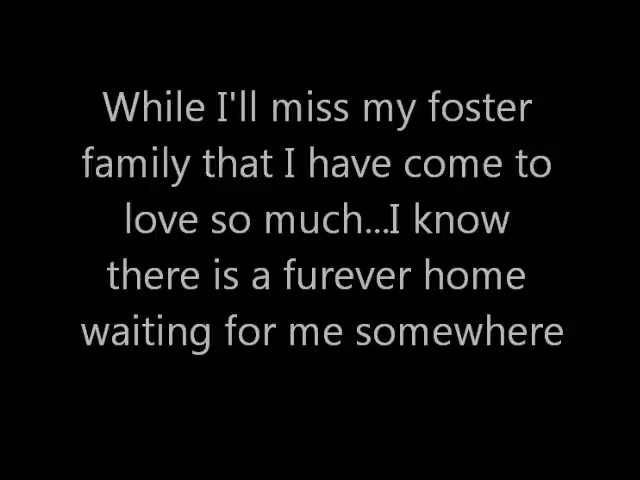 While I'll miss my foster
family that I have come to
love so much...I know
there is a furever home
waiting for me somewhere